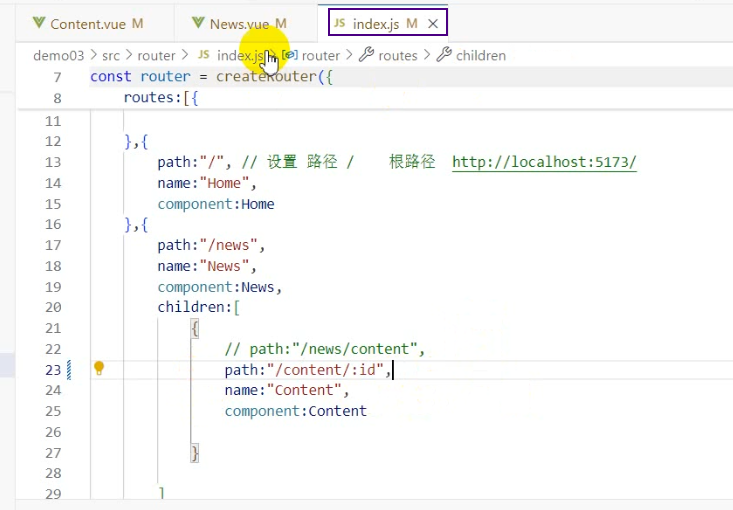 Content.vue M News.vue M JS index.js M ×
demo03 > src > router > JS index.js > router > routes > children
7 const router = createRouter({
8 routes:[{
11
12 },{
13 path:"/", // 设置 路径 / 根路径 http://localhost:5173/
14 name:"Home",
15 component:Home
16 },{
17 path:"/news",
18 name:"News",
19 component:News,
20 children:[
21 {
22 // path:"/news/content",
23 path:"/content/:id",
24 name:"Content",
25 component:Content
26
27 }
28
29 ]